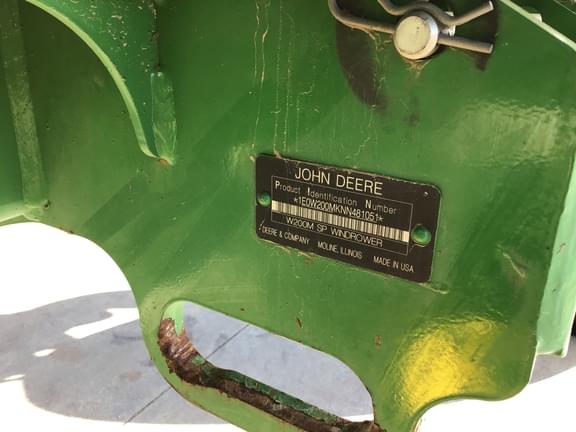 JOHN DEERE
Product Identification Number
*1E0W200MKNN481051*
W200M SP WINDROWER
DEERE & COMPANY MOLINE, ILLINOIS MADE IN USA